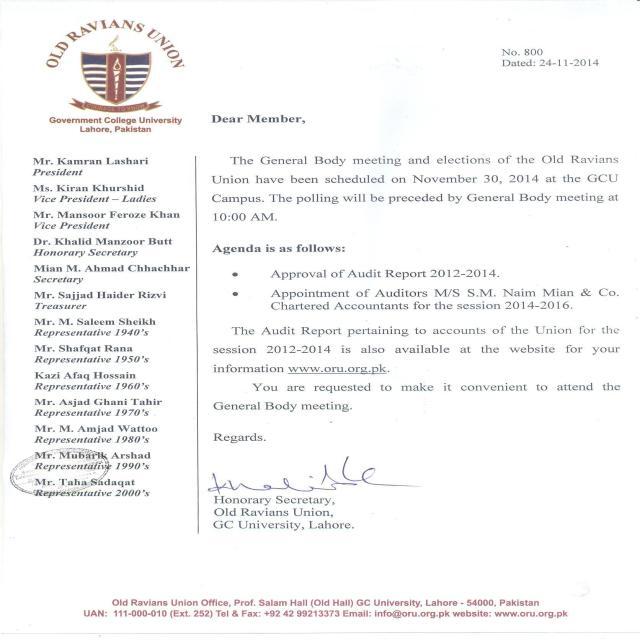 OLD RAVIANS UNION
Government College University
Lahore, Pakistan
No. 800
Dated: 24-11-2014
Mr. Kamran Lashari
President
Ms. Kiran Khurshid
Vice President – Ladies
Mr. Mansoor Feroze Khan
Vice President
Dr. Khalid Manzoor Butt
Honorary Secretary
Mian M. Ahmad Chhachhar
Secretary
Mr. Sajjad Haider Rizvi
Treasurer
Mr. M. Saleem Sheikh
Representative 1940's
Mr. Shafqat Rana
Representative 1950's
Kazi Afaq Hossain
Representative 1960's
Mr. Asjad Ghani Tahir
Representative 1970's
Mr. M. Amjad Wattoo
Representative 1980's
Mr. Mubarik Arshad
Representative 1990's
Mr. Taha Sadaqat
Representative 2000's
Dear Member,
The General Body meeting and elections of the Old Ravians
Union have been scheduled on November 30, 2014 at the GCU
Campus. The polling will be preceded by General Body meeting at
10:00 AM.
Agenda is as follows:
• Approval of Audit Report 2012-2014.
• Appointment of Auditors M/S S.M. Naim Mian & Co.
Chartered Accountants for the session 2014-2016.
The Audit Report pertaining to accounts of the Union for the
session 2012-2014 is also available at the website for your
information www.oru.org.pk.
You are requested to make it convenient to attend the
General Body meeting.
Regards.
Honorary Secretary,
Old Ravians Union,
GC University, Lahore.
Old Ravians Union Office, Prof. Salam Hall (Old Hall) GC University, Lahore - 54000, Pakistan
UAN: 111-000-010 (Ext. 252) Tel & Fax: +92 42 99213373 Email: info@oru.org.pk website: www.oru.org.pk